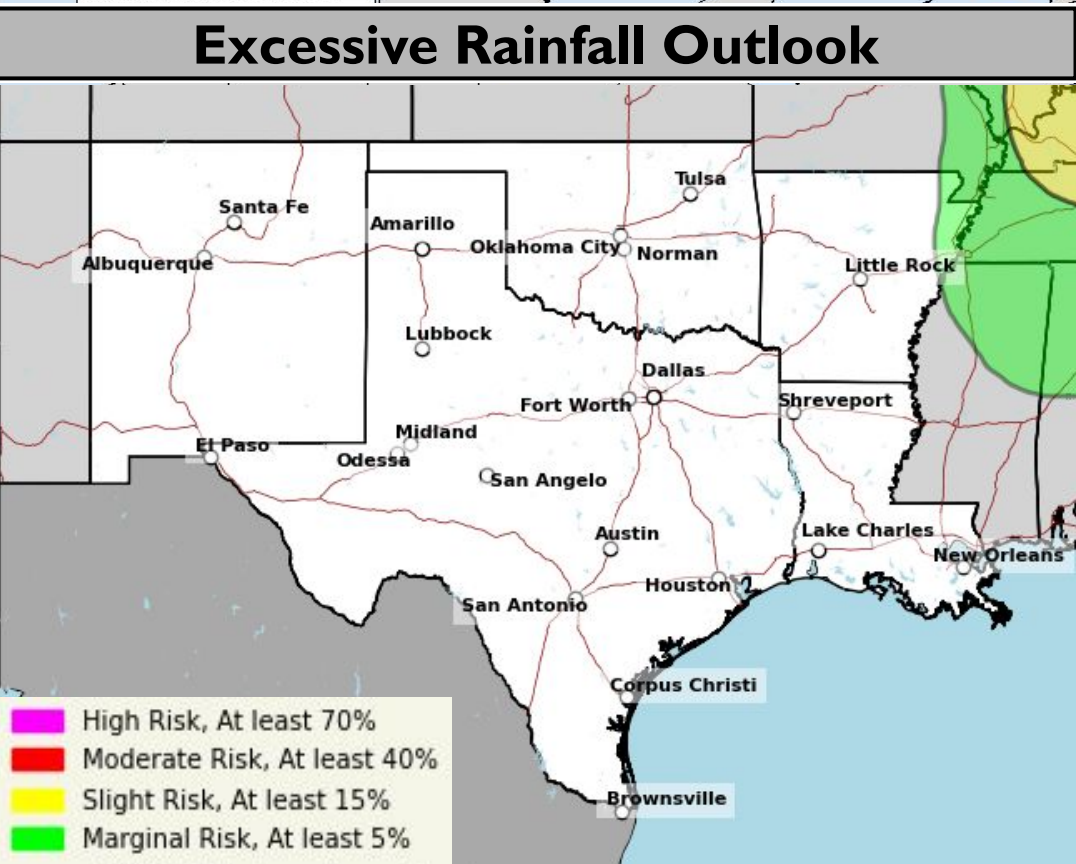 Excessive Rainfall Outlook
Tulsa
Santa Fe
Amarillo
Oklahoma City
Norman
Albuquerque
Little Rock
Lubbock
Dallas
Fort Worth
Shreveport
Midland
El Paso
Odessa
San Angelo
Austin
Lake Charles
New Orleans
Houston
San Antonio
Corpus Christi
High Risk, At least 70%
Moderate Risk, At least 40%
Slight Risk, At least 15%
Brownsville
Marginal Risk, At least 5%